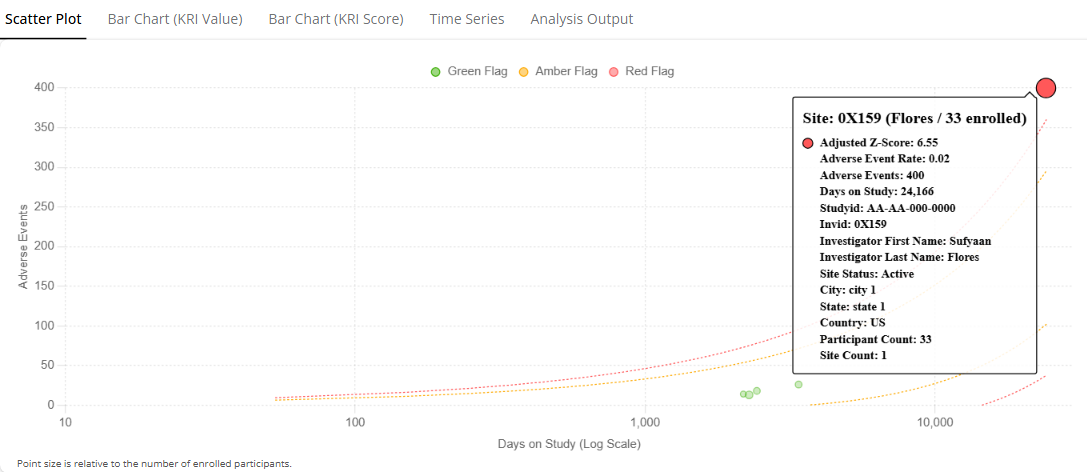 Scatter Plot Bar Chart (KRI Value) Bar Chart (KRI Score) Time Series Analysis Output
Green Flag Amber Flag Red Flag
400
350
300
250
200
150
100
50
0
Adverse Events
10 100 1,000 10,000
Days on Study (Log Scale)
Site: 0X159 (Flores / 33 enrolled)
Adjusted Z-Score: 6.55
Adverse Event Rate: 0.02
Adverse Events: 400
Days on Study: 24,166
Studyid: AA-AA-000-0000
Invid: 0X159
Investigator First Name: Sufyaan
Investigator Last Name: Flores
Site Status: Active
City: city 1
State: state 1
Country: US
Participant Count: 33
Site Count: 1
Point size is relative to the number of enrolled participants.